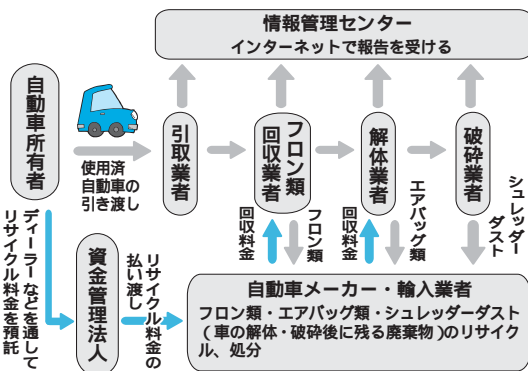 情報管理センター
インターネットで報告を受ける
自動車所有者
使用済
自動車の
引き渡し
引取業者
フロン類
回収業者
解体業者
破砕業者
回収料金
フロン類
回収料金
エアバッグ類
シュレッダー
ダスト
ディーラーなどを通して
リサイクル料金を預託
資金管理法人
リサイクル料金の
払い渡し
自動車メーカー・輸入業者
フロン類・エアバッグ類・シュレッダーダスト
(車の解体・破砕後に残る廃棄物)のリサイク
ル、処分